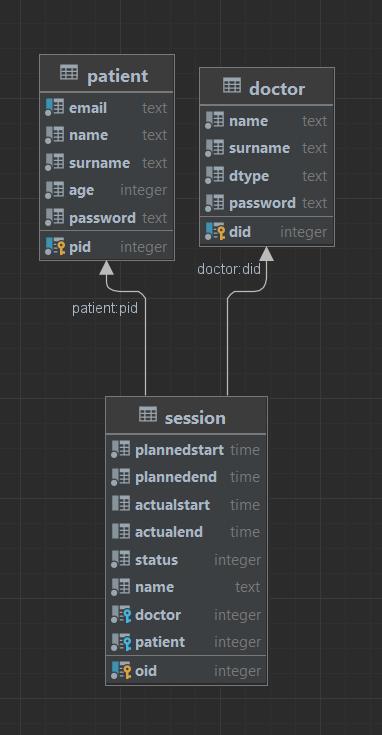 patient
email text
name text
surname text
age integer
password text
pid integer
doctor
name text
surname text
dtype text
password text
did integer
patient:pid
doctor:did
session
plannedstart time
plannedend time
actualstart time
actualend time
status integer
name text
doctor integer
patient integer
oid integer